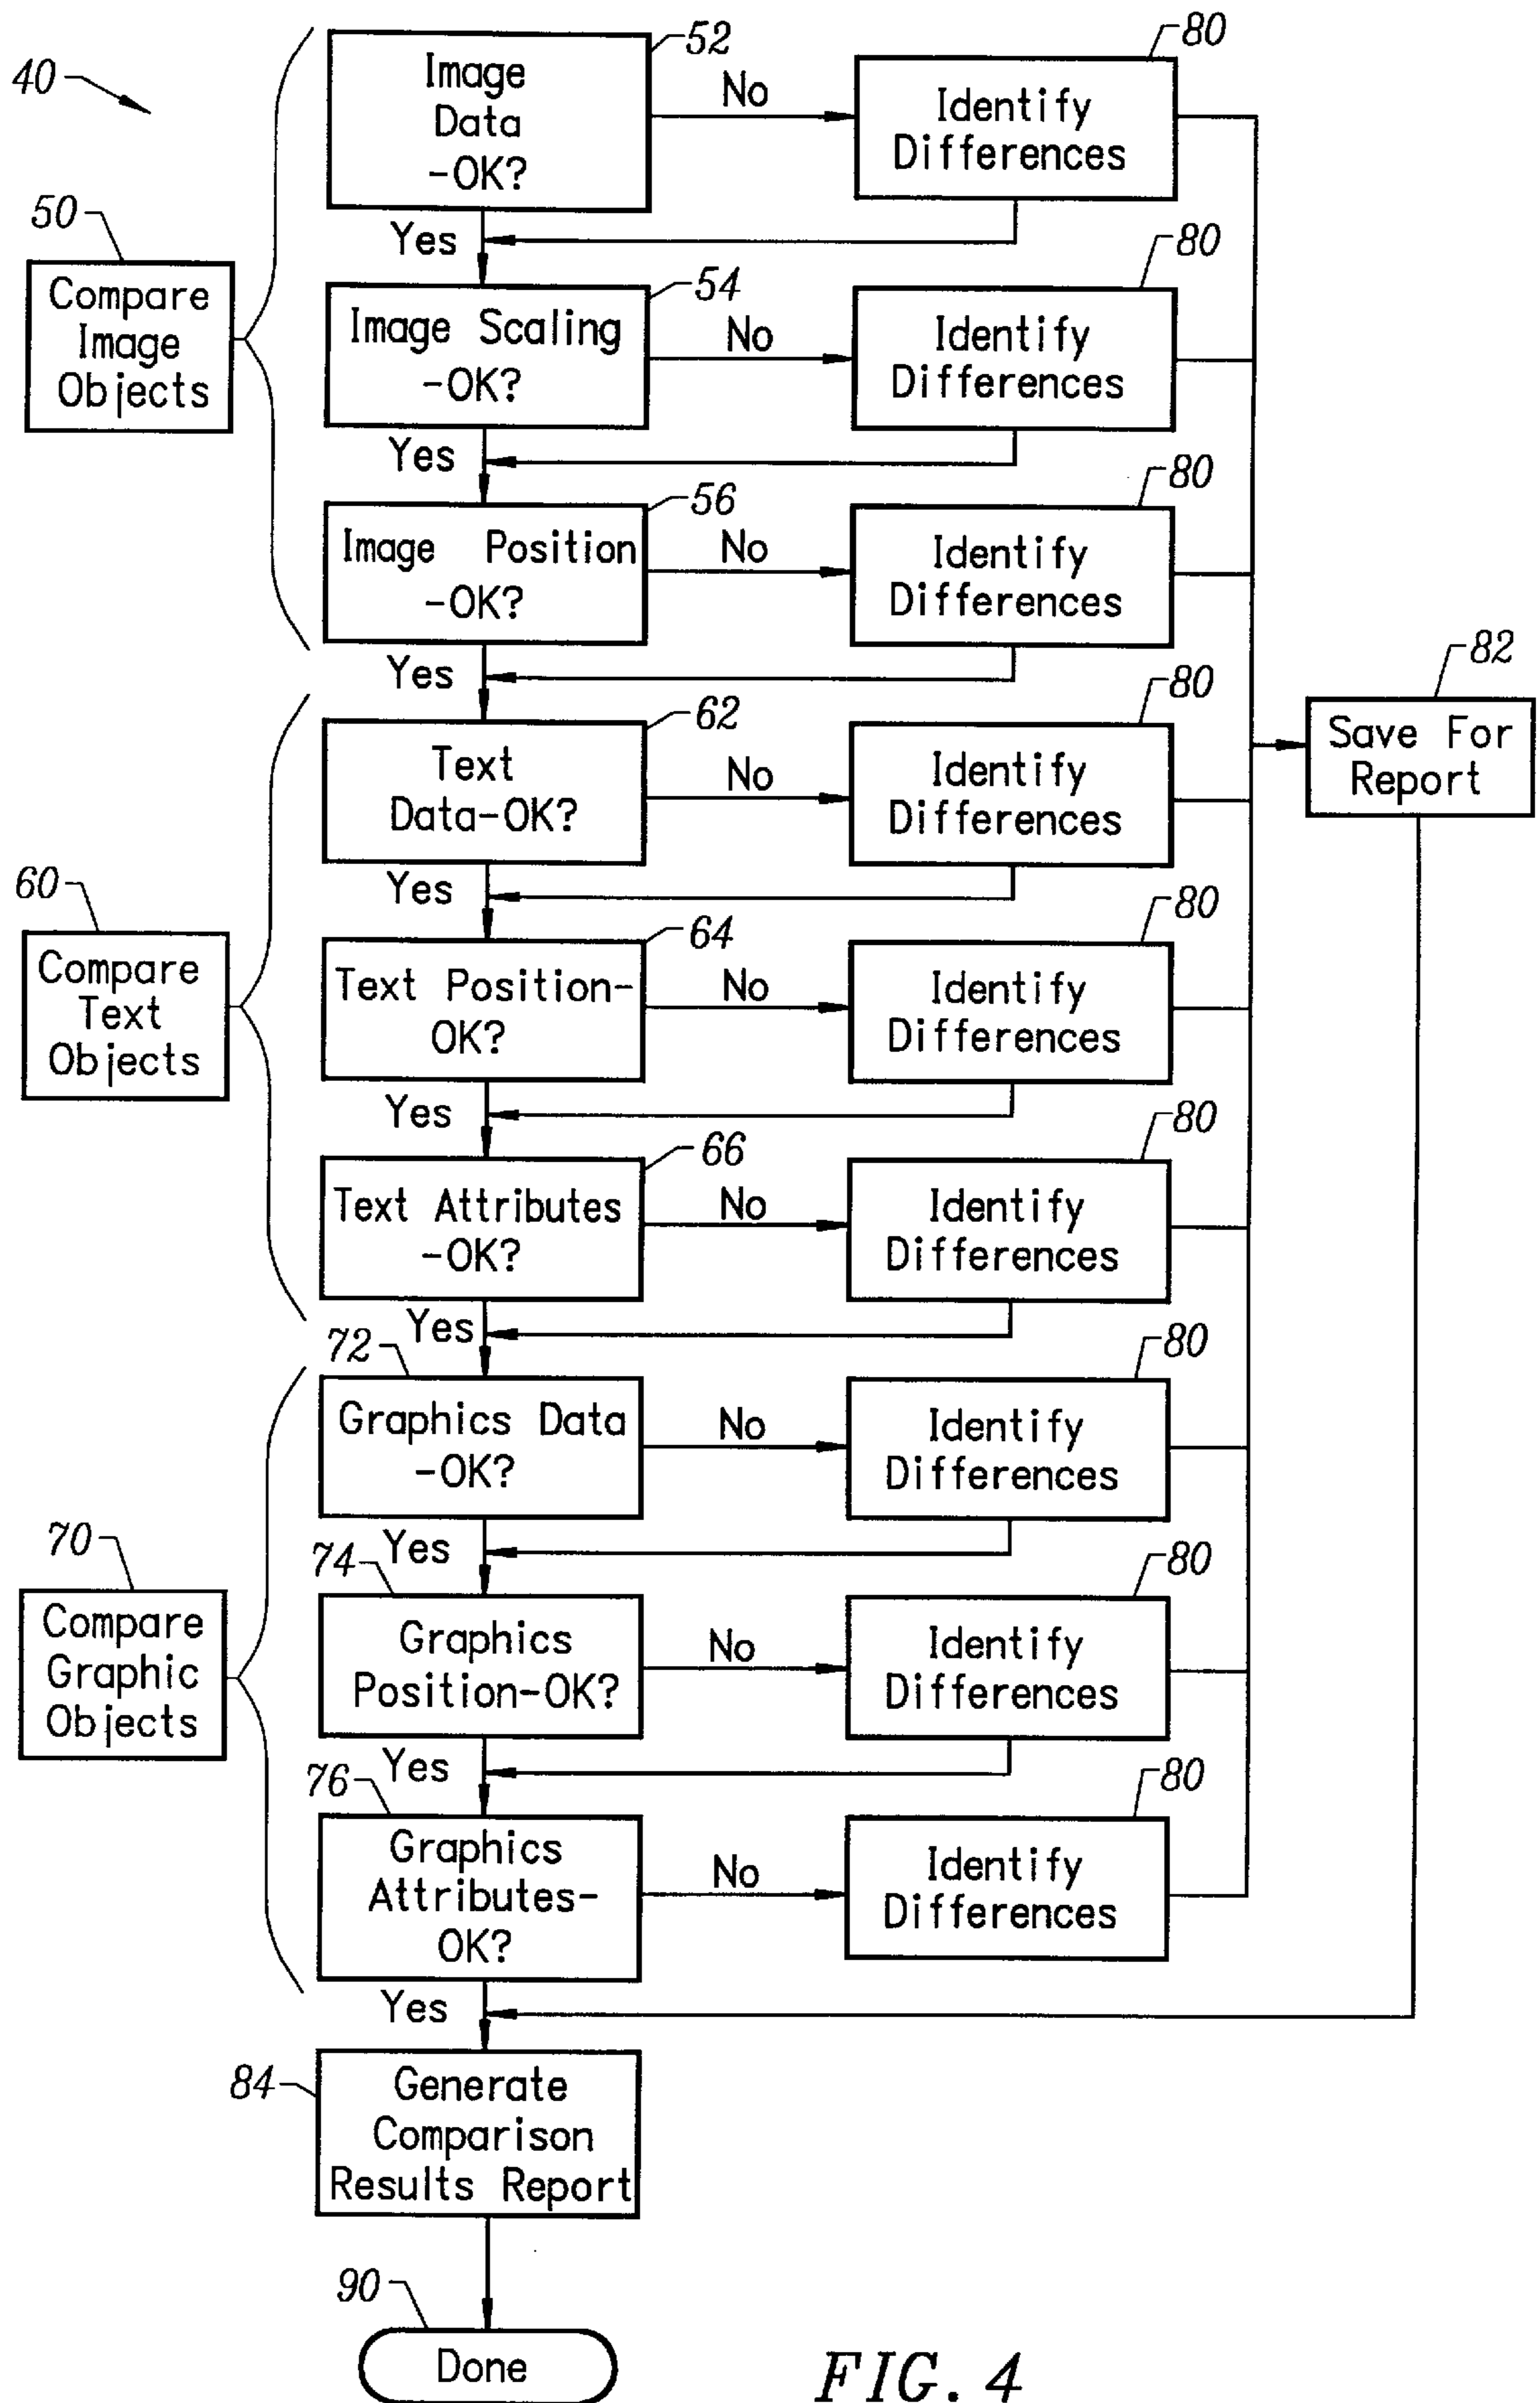 40
52
Image
Data
-OK?
No
80
Identify
Differences
Yes
50
Compare
Image
Objects
54
Image Scaling
-OK?
No
80
Identify
Differences
Yes
56
Image Position
-OK?
No
80
Identify
Differences
Yes
82
Save For
Report
62
Text
Data-OK?
No
80
Identify
Differences
Yes
60
Compare
Text
Objects
64
Text Position-
OK?
No
80
Identify
Differences
Yes
66
Text Attributes
-OK?
No
80
Identify
Differences
Yes
72
Graphics Data
-OK?
No
80
Identify
Differences
Yes
70
Compare
Graphic
Objects
74
Graphics
Position-OK?
No
80
Identify
Differences
Yes
76
Graphics
Attributes-
OK?
No
80
Identify
Differences
Yes
84
Generate
Comparison
Results Report
90
Done
FIG. 4